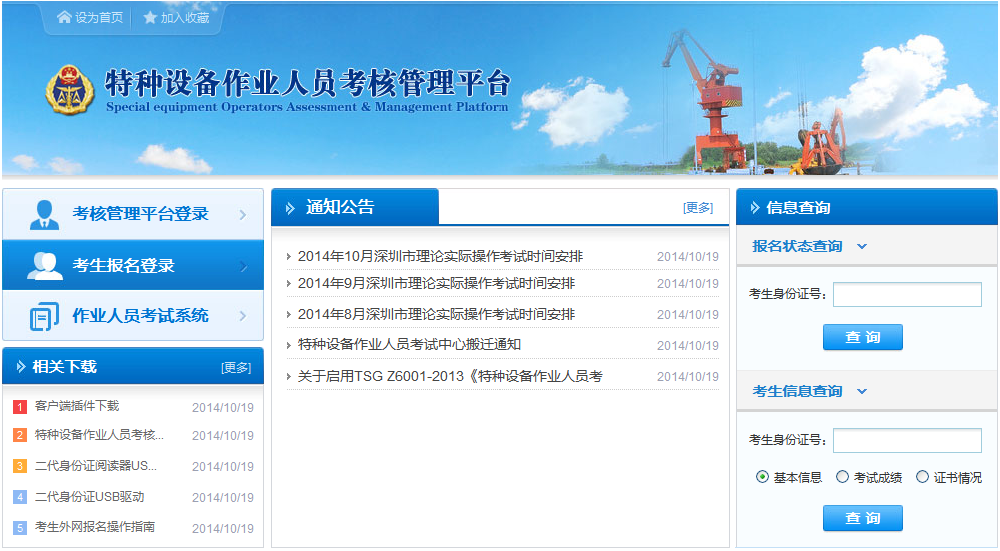 设为首页
加入收藏
特种设备作业人员考核管理平台
Special equipment Operators Assessment & Management Platform
考核管理平台登录
考生报名登录
作业人员考试系统
相关下载
[更多]
1 客户端插件下载 2014/10/19
2 特种设备作业人员考核... 2014/10/19
3 二代身份证阅读器US... 2014/10/19
4 二代身份证USB驱动 2014/10/19
5 考生外网报名操作指南 2014/10/19
通知公告
[更多]
2014年10月深圳市理论实际操作考试时间安排 2014/10/19
2014年9月深圳市理论实际操作考试时间安排 2014/10/19
2014年8月深圳市理论实际操作考试时间安排 2014/10/19
特种设备作业人员考试中心搬迁通知 2014/10/19
关于启用TSG Z6001-2013《特种设备作业人员考 2014/10/19
信息查询
报名状态查询
考生身份证号:
查 询
考生信息查询
考生身份证号:
基本信息 考试成绩 证书情况
查 询